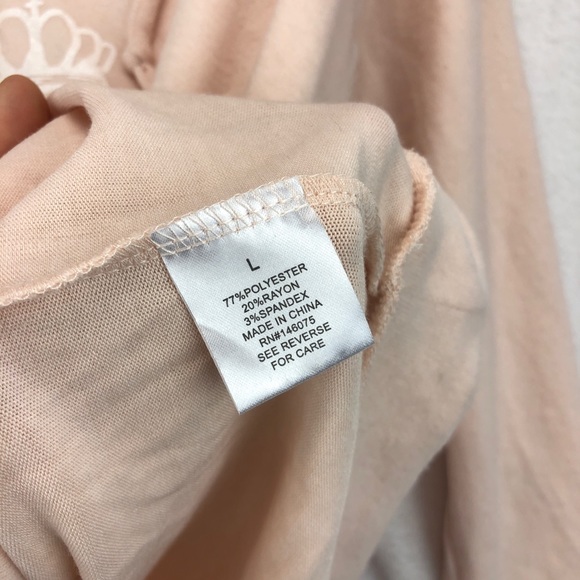 L
77%POLYESTER
20%RAYON
3%SPANDEX
MADE IN CHINA
RN#146075
SEE REVERSE
FOR CARE